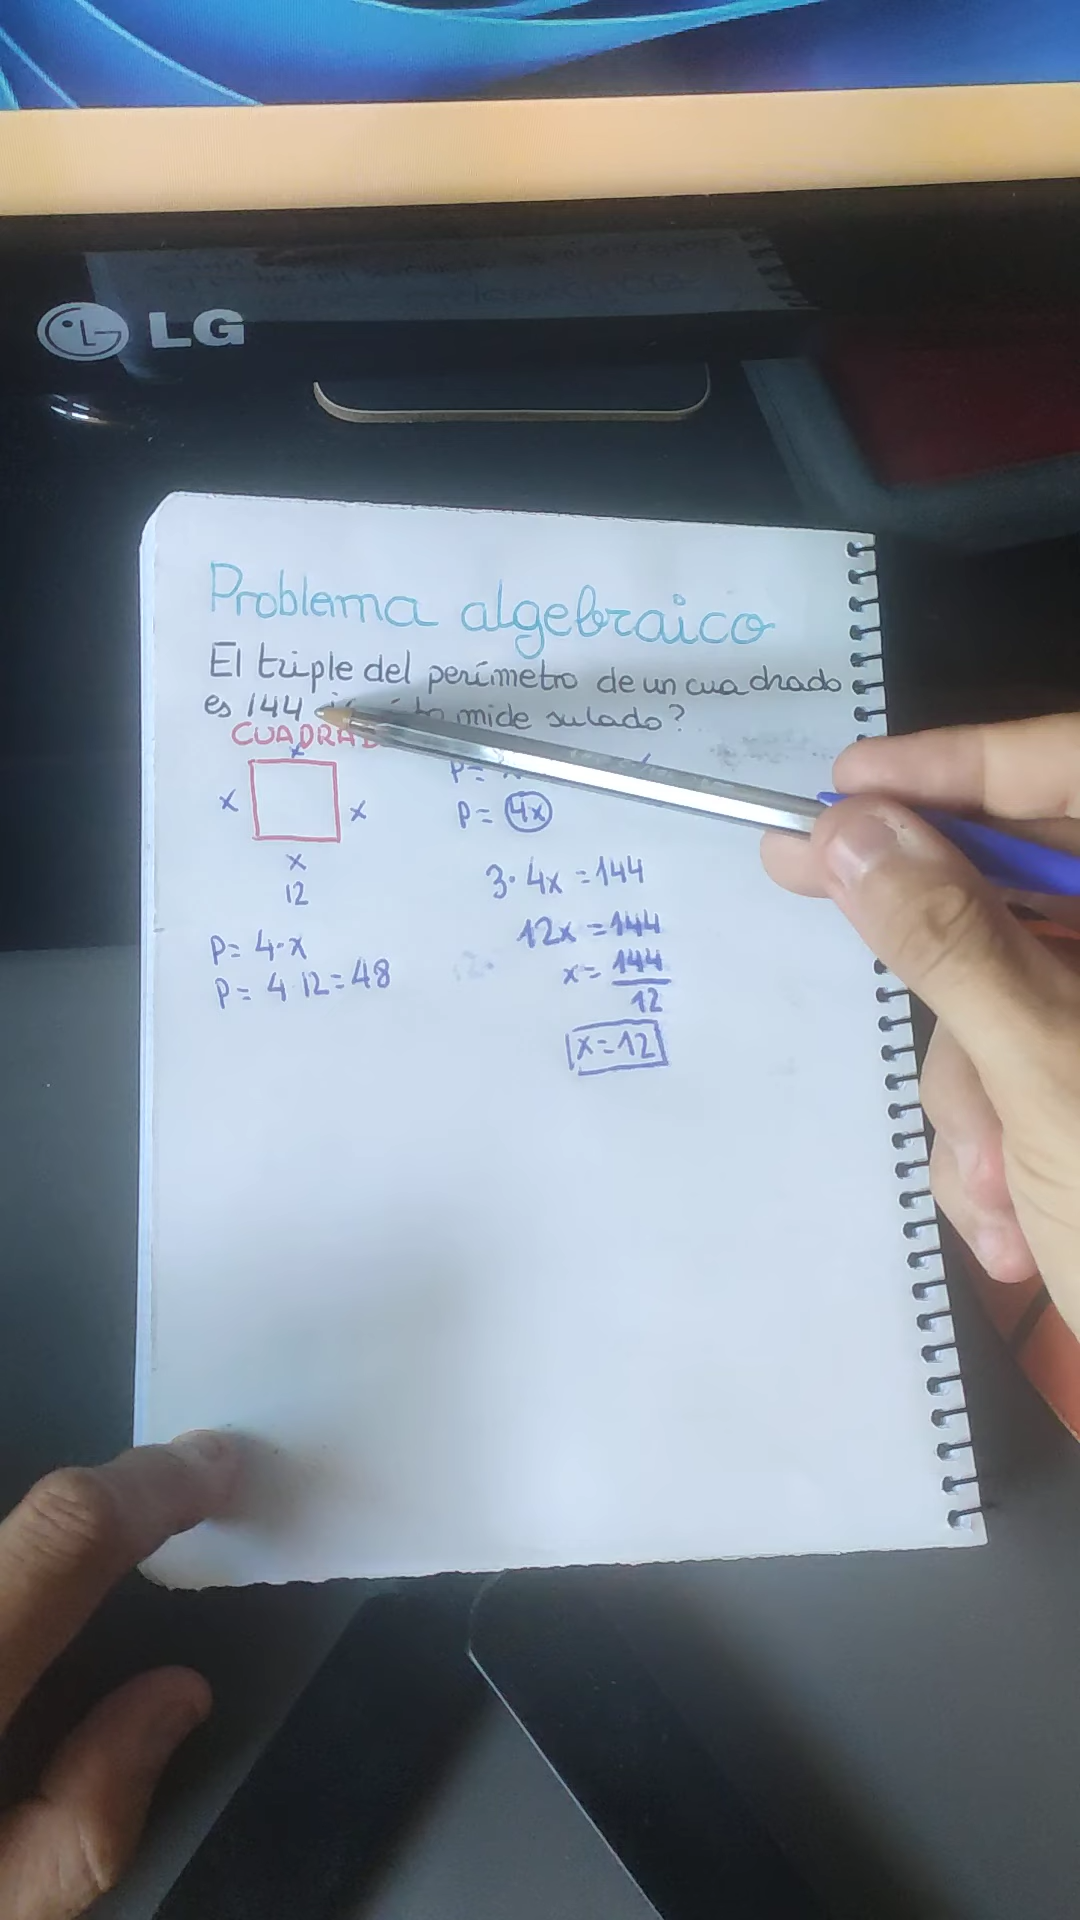 LG
Problema algebraico
El triple del perímetro de un cuadrado
es 144 mide su lado?
CUADRAD
x
x
x
x
12
P=
P= 4x
3· 4x = 144
12x = 144
x= 144
12
x=12
P= 4·x
P= 4 12=48